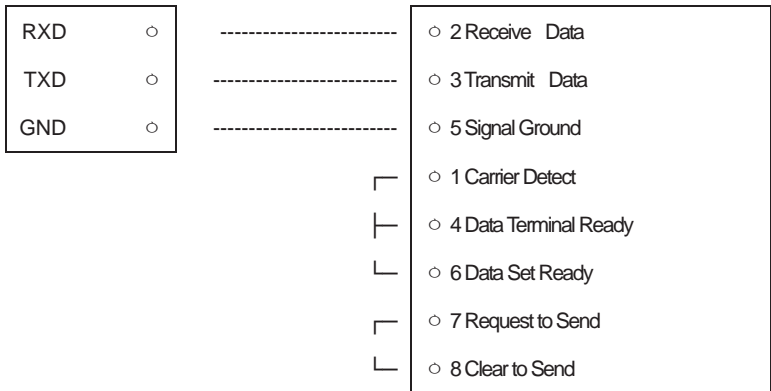 RXD 2 Receive Data
TXD 3 Transmit Data
GND 5 Signal Ground
1 Carrier Detect
4 Data Terminal Ready
6 Data Set Ready
7 Request to Send
8 Clear to Send